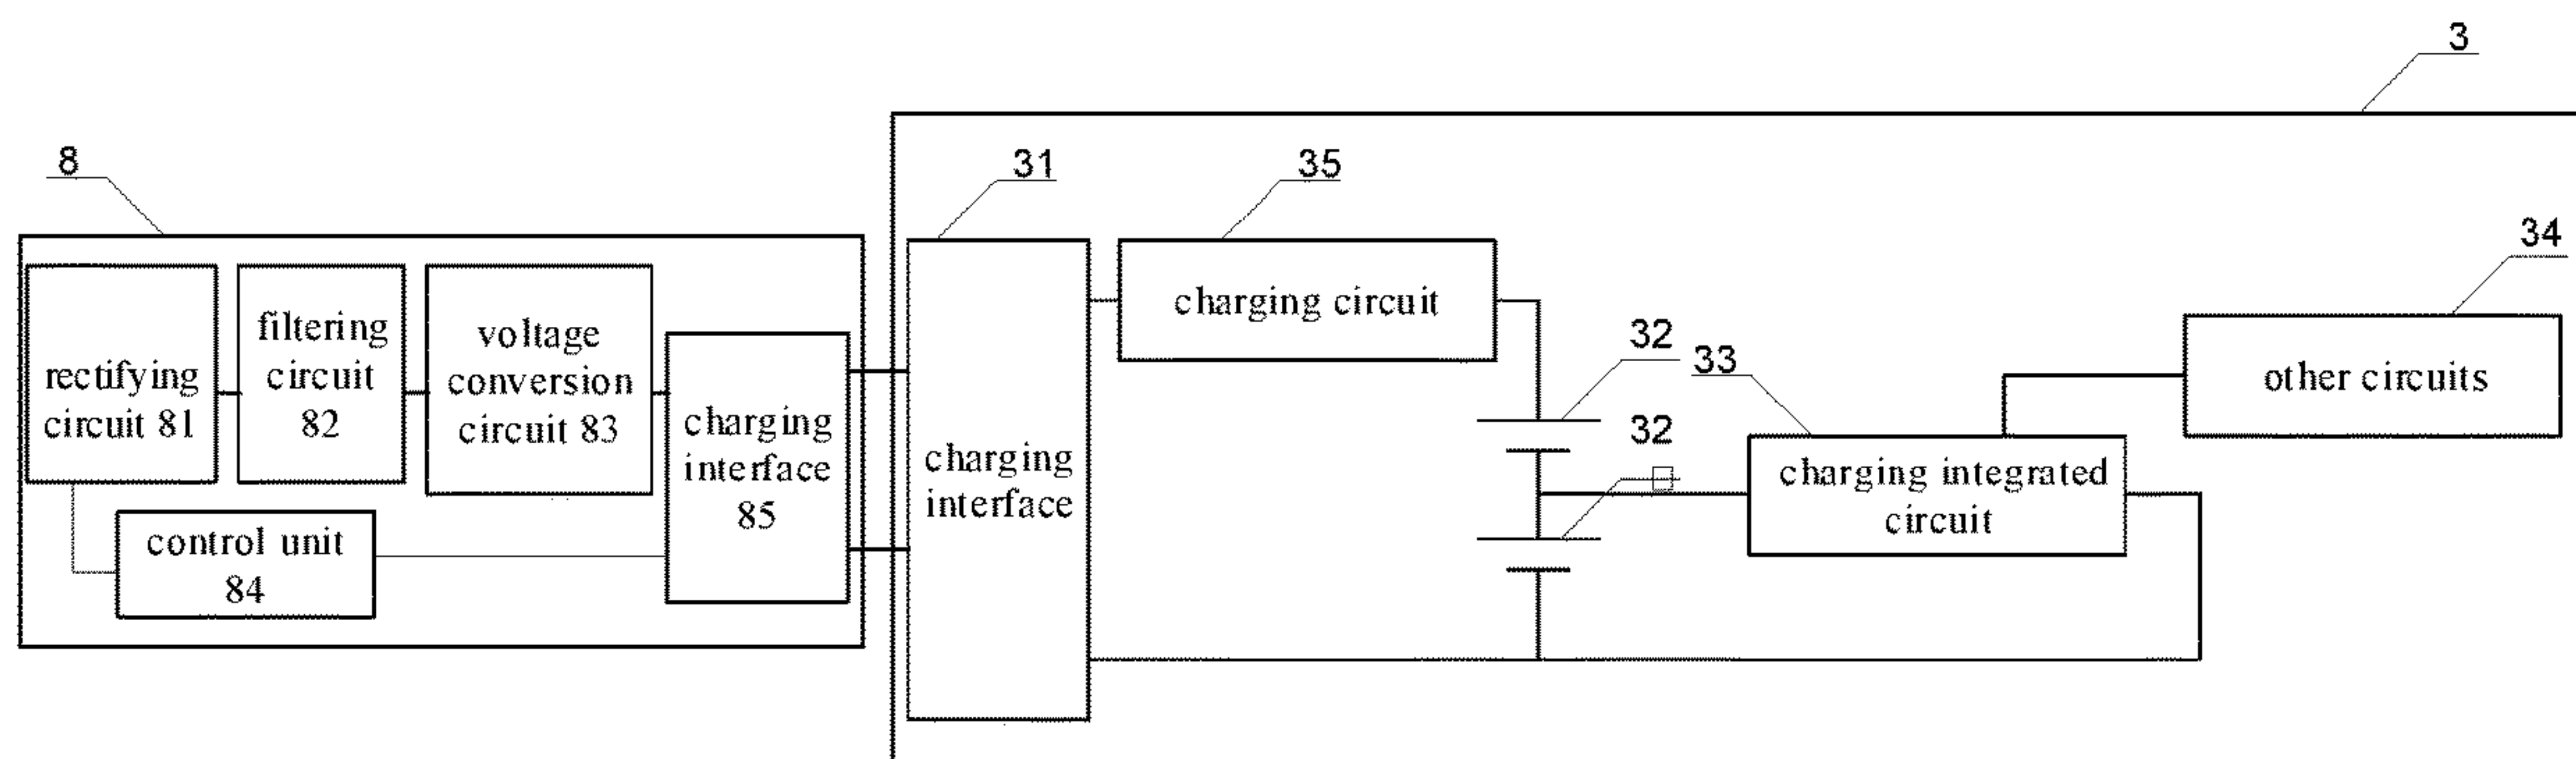 3
8
31
35
34
rectifying
circuit 81
filtering
circuit
82
voltage
conversion
circuit 83
charging
interface
85
control unit
84
charging
interface
charging circuit
32
32
33
charging integrated
circuit
other circuits